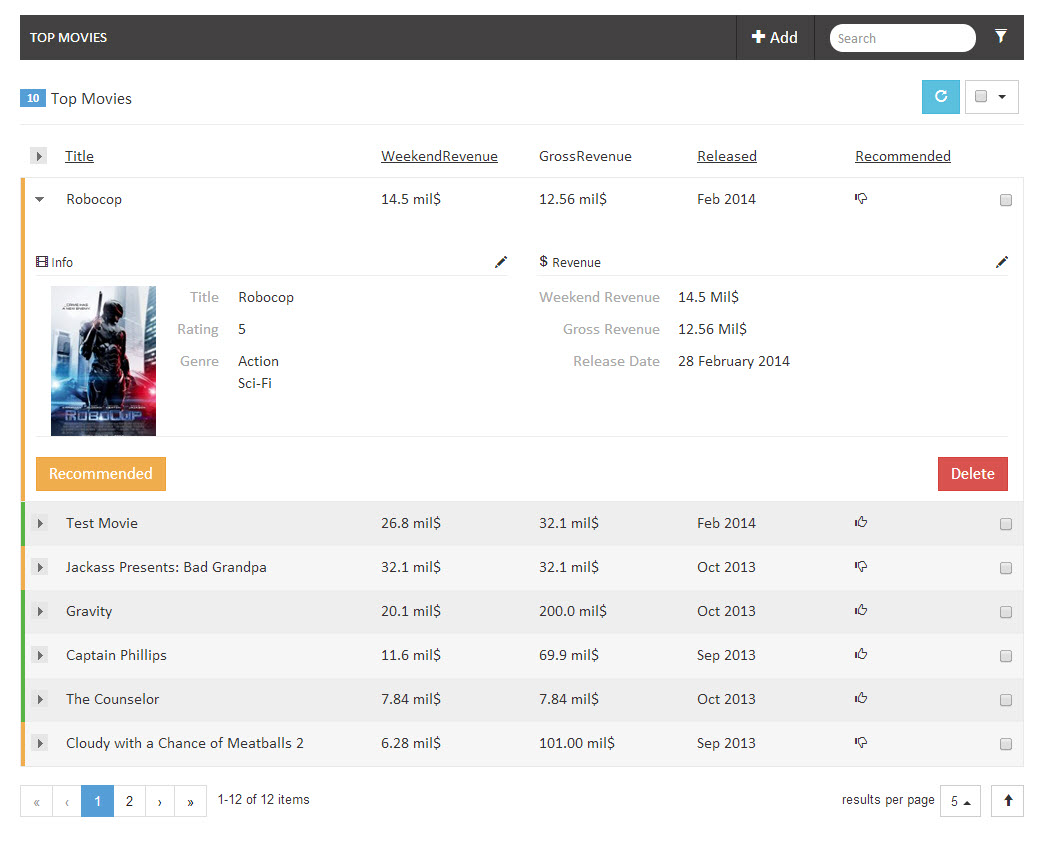 TOP MOVIES Add Search
10 Top Movies
Title WeekendRevenue GrossRevenue Released Recommended
Robocop 14.5 mil$ 12.56 mil$ Feb 2014
Info $ Revenue
Title Robocop Weekend Revenue 14.5 Mil$
Rating 5 Gross Revenue 12.56 Mil$
Genre Action Release Date 28 February 2014
Sci-Fi
ROBOCOP
Recommended Delete
Test Movie 26.8 mil$ 32.1 mil$ Feb 2014
Jackass Presents: Bad Grandpa 32.1 mil$ 32.1 mil$ Oct 2013
Gravity 20.1 mil$ 200.0 mil$ Oct 2013
Captain Phillips 11.6 mil$ 69.9 mil$ Sep 2013
The Counselor 7.84 mil$ 7.84 mil$ Oct 2013
Cloudy with a Chance of Meatballs 2 6.28 mil$ 101.00 mil$ Sep 2013
« ‹ 1 2 › » 1-12 of 12 items results per page 5